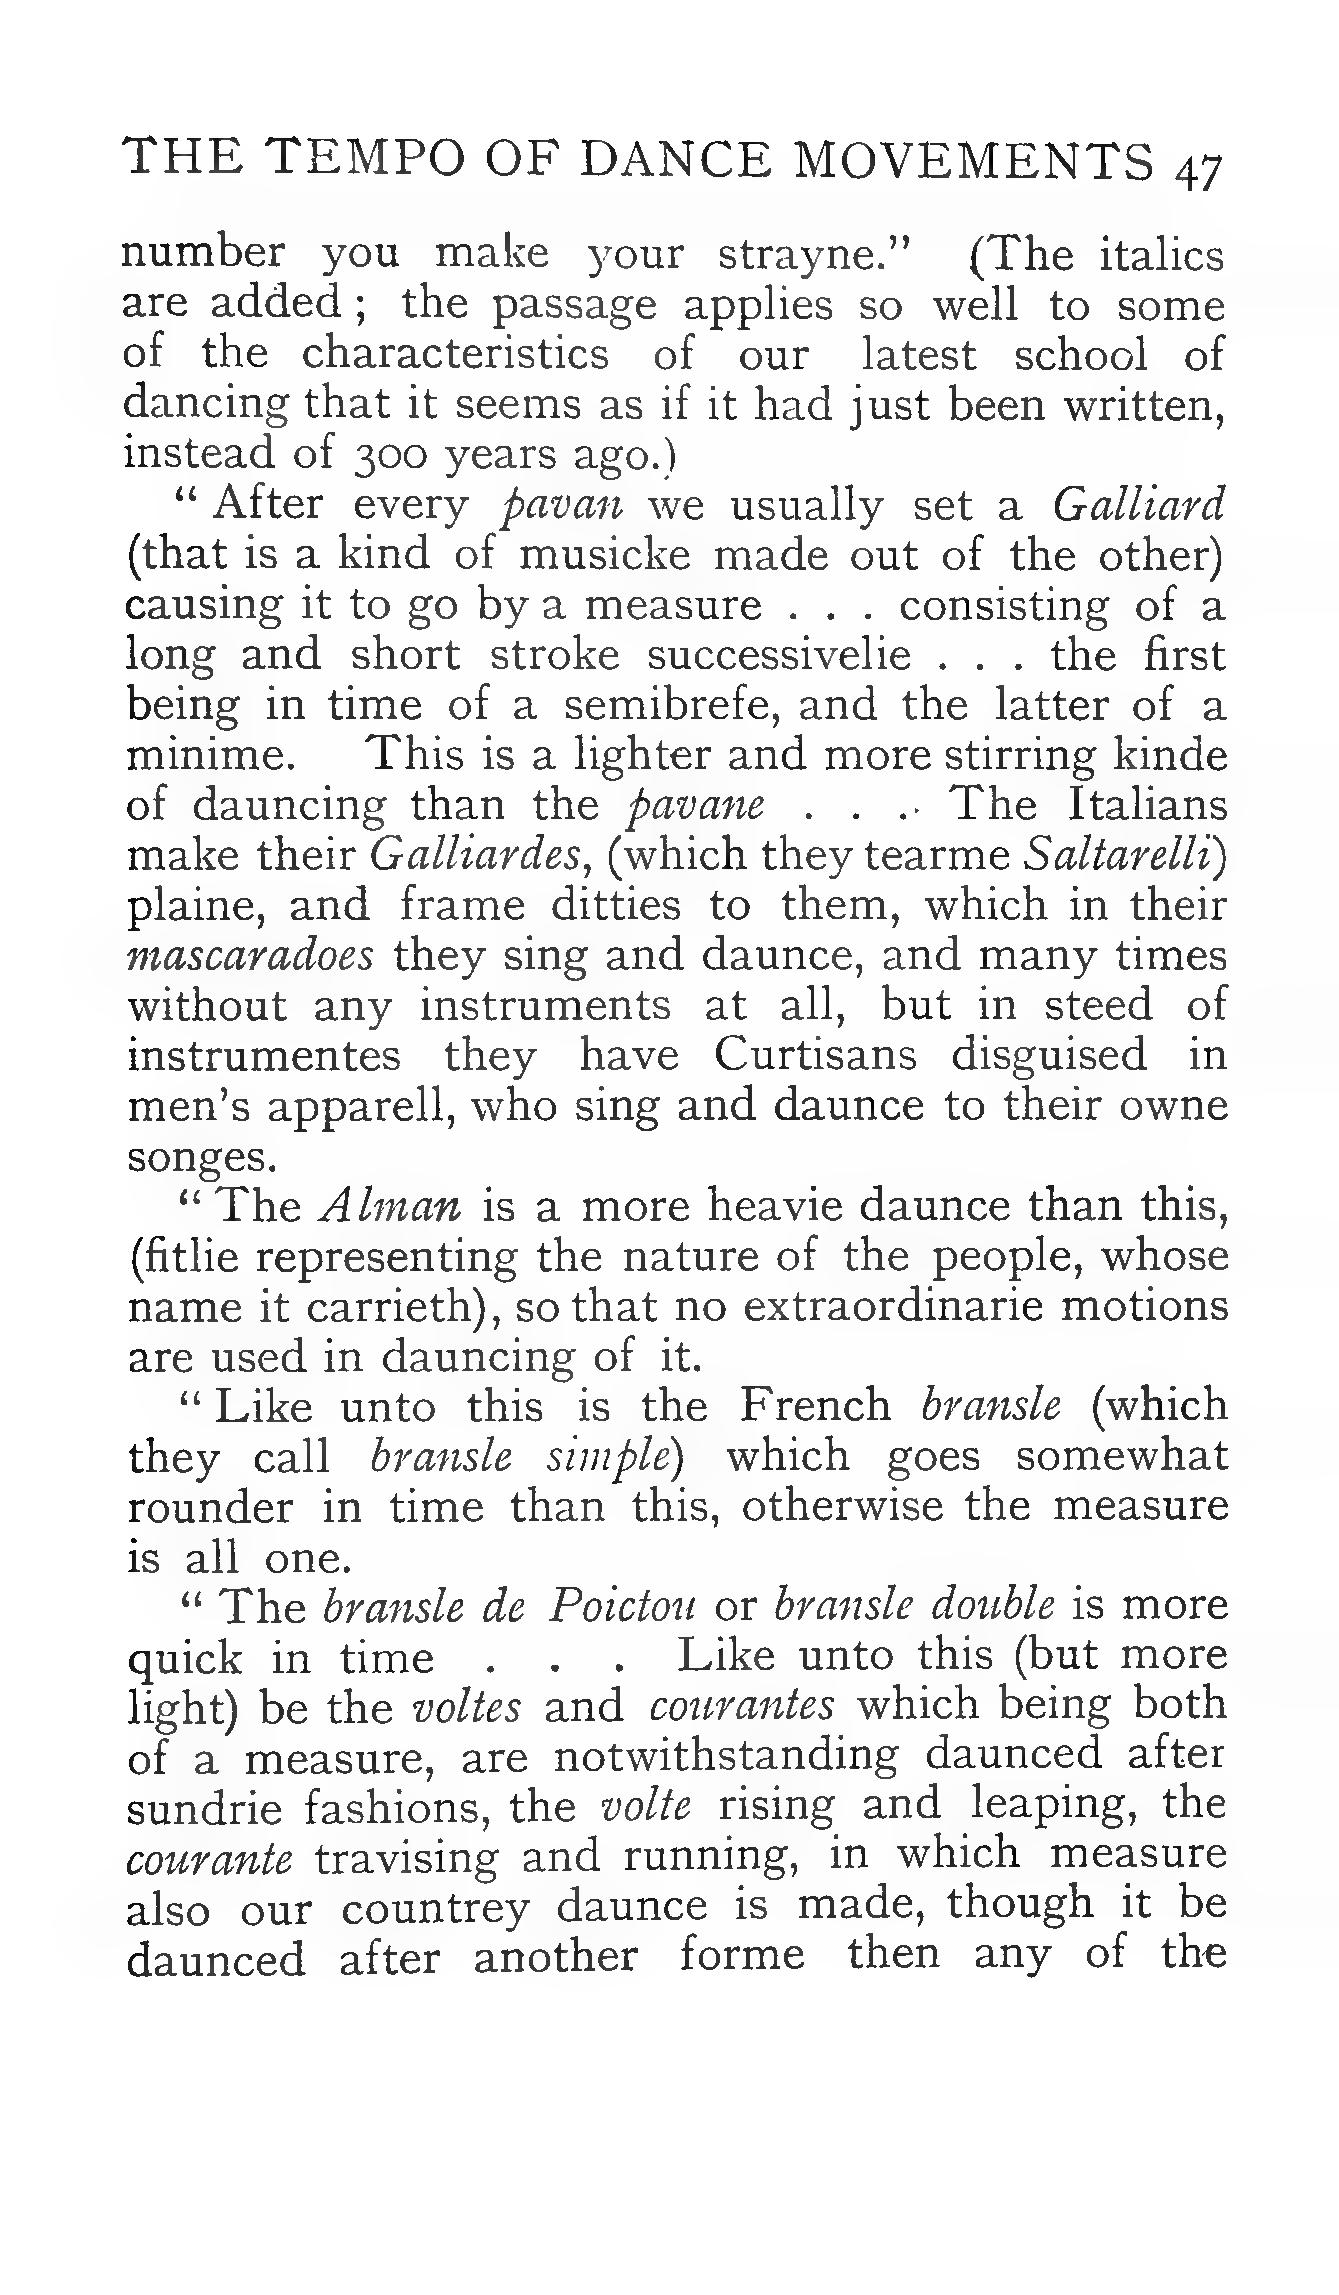 THE TEMPO OF DANCE MOVEMENTS 47
number you make your strayne." (The italics
are added ; the passage applies so well to some
of the characteristics of our latest school of
dancing that it seems as if it had just been written,
instead of 300 years ago.)
" After every pavan we usually set a Galliard
(that is a kind of musicke made out of the other)
causing it to go by a measure . . . consisting of a
long and short stroke successivelie . . . the first
being in time of a semibrefe, and the latter of a
minime. This is a lighter and more stirring kinde
of dauncing than the pavane . . . The Italians
make their Galliardes, (which they tearme Saltarelli)
plaine, and frame ditties to them, which in their
mascaradoes they sing and daunce, and many times
without any instruments at all, but in steed of
instrumentes they have Curtisans disguised in
men's apparell, who sing and daunce to their owne
songes.
" The Alman is a more heavie daunce than this,
(fitlie representing the nature of the people, whose
name it carrieth), so that no extraordinarie motions
are used in dauncing of it.
" Like unto this is the French bransle (which
they call bransle simple) which goes somewhat
rounder in time than this, otherwise the measure
is all one.
" The bransle de Poictou or bransle double is more
quick in time . . . Like unto this (but more
light) be the voltes and courantes which being both
of a measure, are notwithstanding daunced after
sundrie fashions, the volte rising and leaping, the
courante travising and running, in which measure
also our countrey daunce is made, though it be
daunced after another forme then any of the